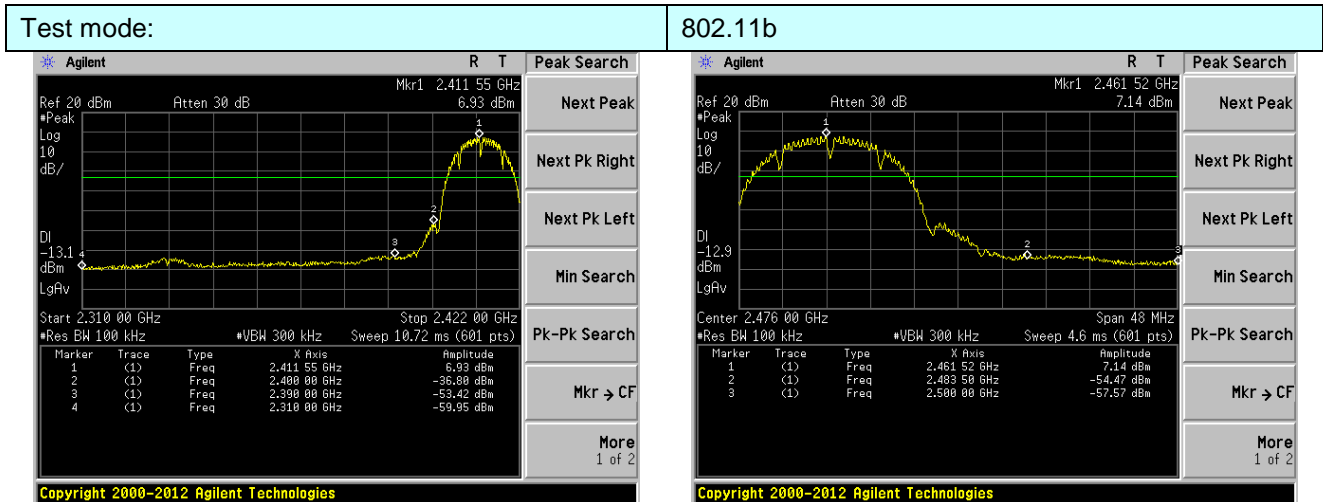 Test mode: 802.11b
Agilent R T Peak Search
Mkr1 2.411 55 GHz
Ref 20 dBm Atten 30 dB 6.93 dBm
#Peak
Log
10
dB/
DI
-13.1
dBm
LgAv
1
2
3
4
Start 2.310 00 GHz Stop 2.422 00 GHz
#Res BW 100 kHz #VBW 300 kHz Sweep 10.72 ms (601 pts)
Marker Trace Type X Axis Amplitude
1 (1) Freq 2.411 55 GHz 6.93 dBm
2 (1) Freq 2.400 00 GHz -36.80 dBm
3 (1) Freq 2.390 00 GHz -53.42 dBm
4 (1) Freq 2.310 00 GHz -59.95 dBm
Next Peak
Next Pk Right
Next Pk Left
Min Search
Pk-Pk Search
Mkr → CF
More
1 of 2
Copyright 2000-2012 Agilent Technologies
Agilent R T Peak Search
Mkr1 2.461 52 GHz
Ref 20 dBm Atten 30 dB 7.14 dBm
#Peak
Log
10
dB/
DI
-12.9
dBm
LgAv
1
2
3
Center 2.476 00 GHz Span 48 MHz
#Res BW 100 kHz #VBW 300 kHz Sweep 4.6 ms (601 pts)
Marker Trace Type X Axis Amplitude
1 (1) Freq 2.461 52 GHz 7.14 dBm
2 (1) Freq 2.483 50 GHz -54.47 dBm
3 (1) Freq 2.500 00 GHz -57.57 dBm
Next Peak
Next Pk Right
Next Pk Left
Min Search
Pk-Pk Search
Mkr → CF
More
1 of 2
Copyright 2000-2012 Agilent Technologies